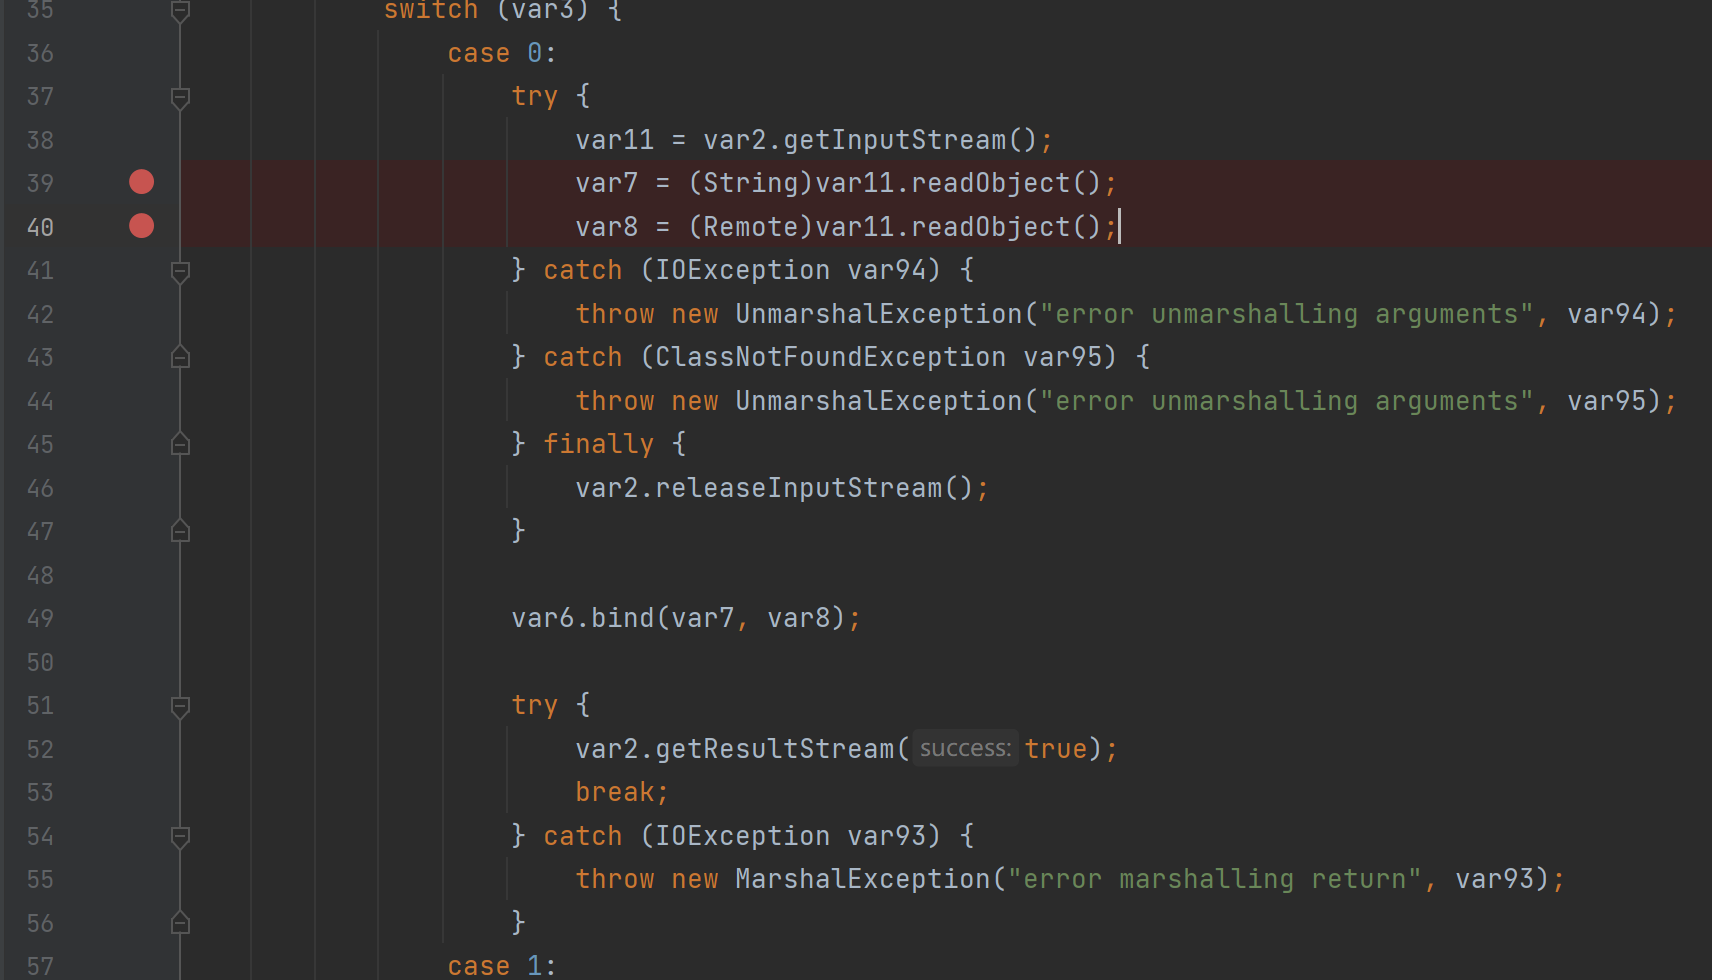 35 switch (var3) {
36 case 0:
37 try {
38 var11 = var2.getInputStream();
39 var7 = (String)var11.readObject();
40 var8 = (Remote)var11.readObject();
41 } catch (IOException var94) {
42 throw new UnmarshalException("error unmarshalling arguments", var94);
43 } catch (ClassNotFoundException var95) {
44 throw new UnmarshalException("error unmarshalling arguments", var95);
45 } finally {
46 var2.releaseInputStream();
47 }
48
49 var6.bind(var7, var8);
50
51 try {
52 var2.getResultStream( success: true);
53 break;
54 } catch (IOException var93) {
55 throw new MarshalException("error marshalling return", var93);
56 }
57 case 1: